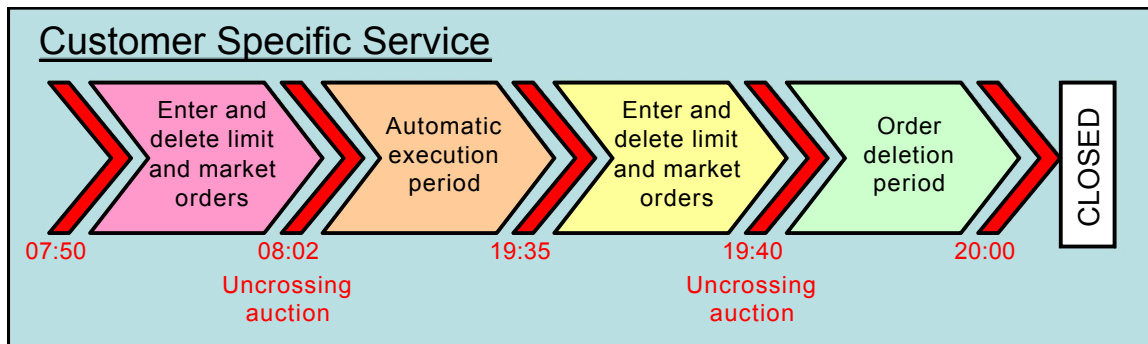 Customer Specific Service
Enter and
delete limit
and market
orders
Automatic
execution
period
Enter and
delete limit
and market
orders
Order
deletion
period
CLOSED
07:50
08:02
19:35
19:40
20:00
Uncrossing
auction
Uncrossing
auction